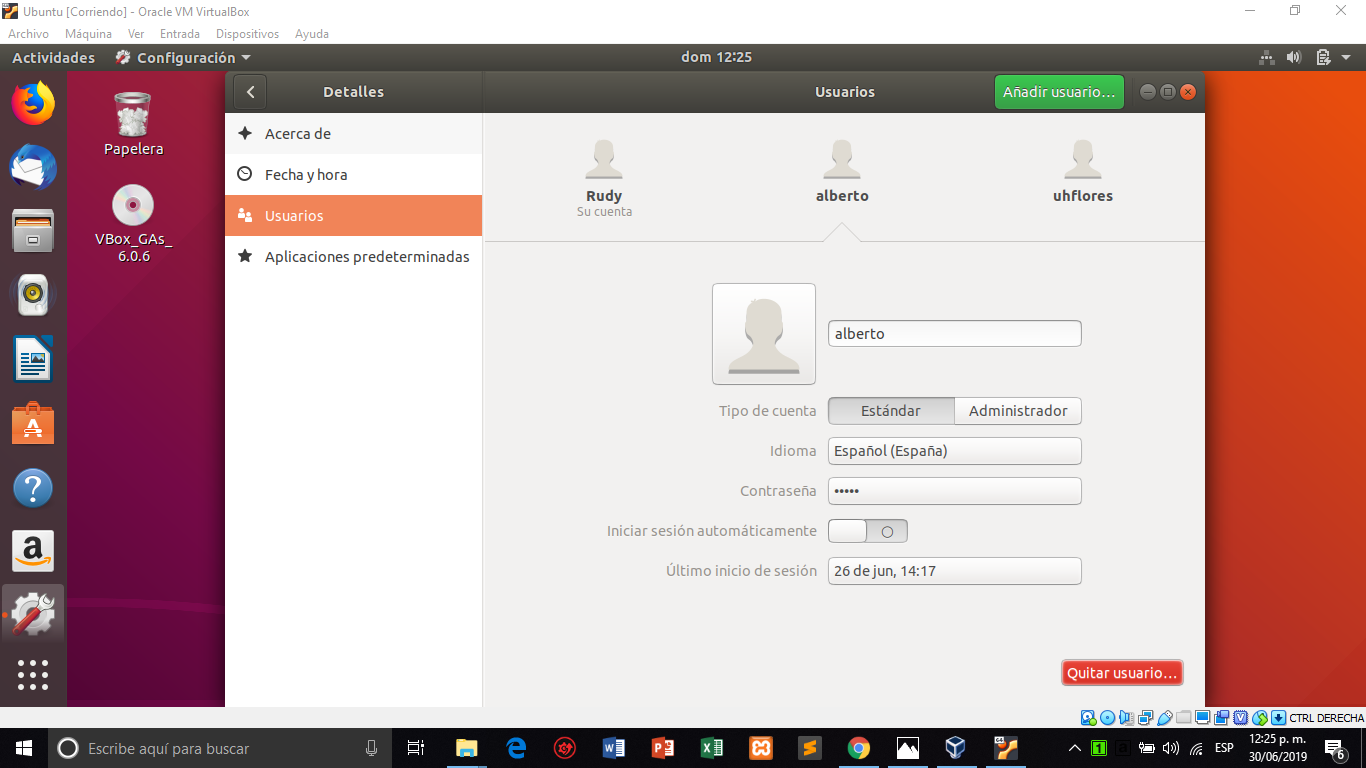 Ubuntu [Corriendo] - Oracle VM VirtualBox
Archivo Máquina Ver Entrada Dispositivos Ayuda
Actividades Configuración dom 12:25
Detalles Usuarios Añadir usuario...
Acerca de
Fecha y hora
Usuarios
Aplicaciones predeterminadas
Papelera
VBox_GAs_
6.0.6
Rudy
Su cuenta
alberto
uhflores
alberto
Tipo de cuenta Estándar Administrador
Idioma Español (España)
Contraseña •••••
Iniciar sesión automáticamente
Último inicio de sesión 26 de jun, 14:17
Quitar usuario...
CTRL DERECHA
Escribe aquí para buscar
ESP
12:25 p. m.
30/06/2019
6